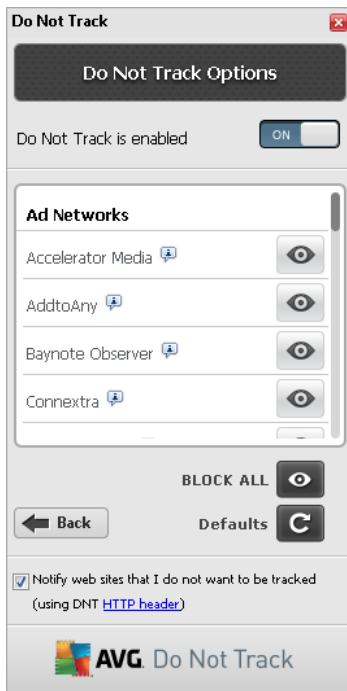 Do Not Track
Do Not Track Options
Do Not Track is enabled
ON
Ad Networks
Accelerator Media
AddtoAny
Baynote Observer
Connextra
BLOCK ALL
Back
Defaults
Notify web sites that I do not want to be tracked
(using DNT HTTP header)
AVG. Do Not Track